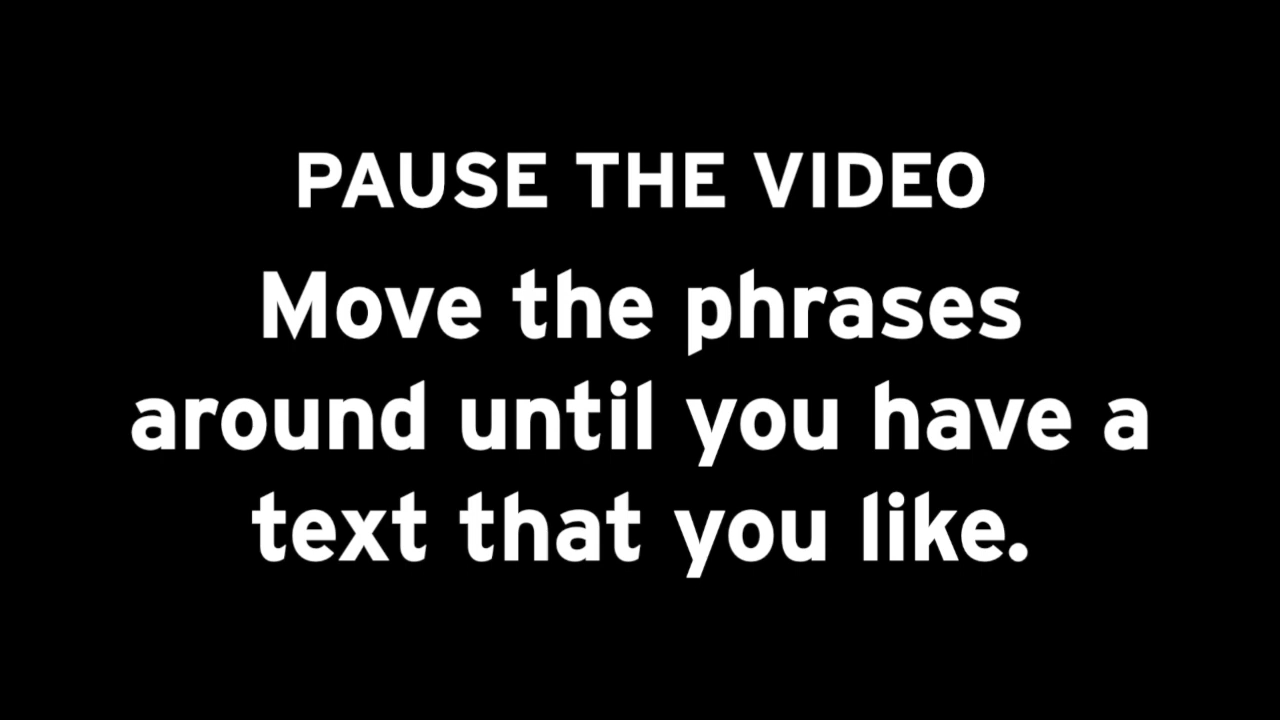 PAUSE THE VIDEO
Move the phrases
around until you have a
text that you like.